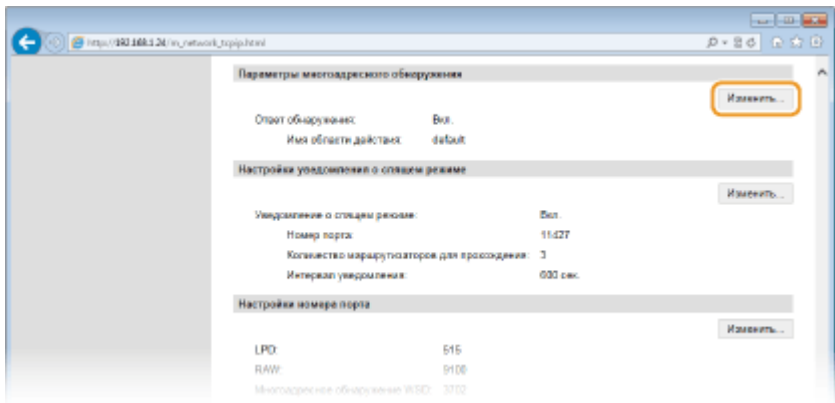 http://192.168.1.24/m_network_tcpip.html
Параметры многоадресного обнаружения
Изменить...
Ответ обнаружения: Вкл.
Имя области действия: default
Настройки уведомления о спящем режиме
Изменить...
Уведомление о спящем режиме: Вкл.
Номер порта: 11427
Количество маршрутизаторов для прохождения: 3
Интервал уведомления: 600 сек.
Настройки номера порта
Изменить...
LPD: 515
RAW: 9100
Многоадресное обнаружение WSD: 3702